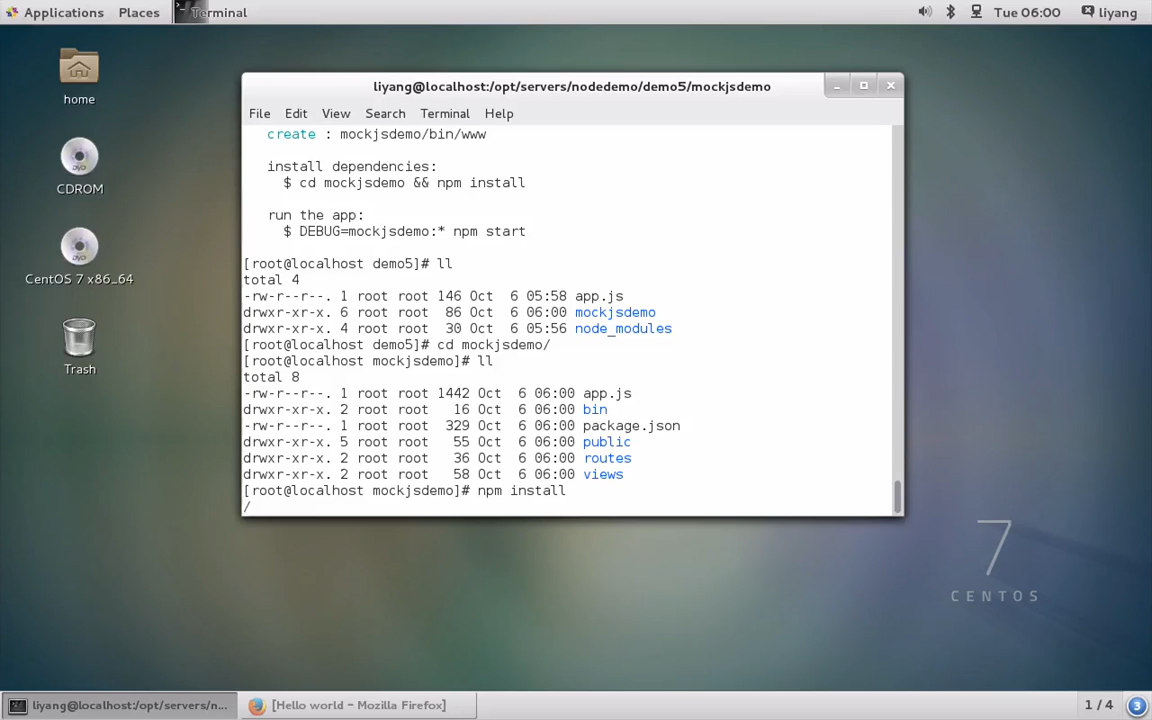 Applications Places Terminal Tue 06:00 liyang
home
CDROM
CentOS 7 x86_64
Trash
liyang@localhost:/opt/servers/nodedemo/demo5/mockjsdemo
File Edit View Search Terminal Help
create : mockjsdemo/bin/www
install dependencies:
$ cd mockjsdemo && npm install
run the app:
$ DEBUG=mockjsdemo:* npm start
[root@localhost demo5]# ll
total 4
-rw-r--r--. 1 root root 146 Oct  6 05:58 app.js
drwxr-xr-x. 6 root root  86 Oct  6 06:00 mockjsdemo
drwxr-xr-x. 4 root root  30 Oct  6 05:56 node_modules
[root@localhost demo5]# cd mockjsdemo/
[root@localhost mockjsdemo]# ll
total 8
-rw-r--r--. 1 root root 1442 Oct  6 06:00 app.js
drwxr-xr-x. 2 root root   16 Oct  6 06:00 bin
-rw-r--r--. 1 root root  329 Oct  6 06:00 package.json
drwxr-xr-x. 5 root root   55 Oct  6 06:00 public
drwxr-xr-x. 2 root root   36 Oct  6 06:00 routes
drwxr-xr-x. 2 root root   58 Oct  6 06:00 views
[root@localhost mockjsdemo]# npm install
/
7
CENTOS
liyang@localhost:/opt/servers/n... [Hello world - Mozilla Firefox] 1 / 4 3